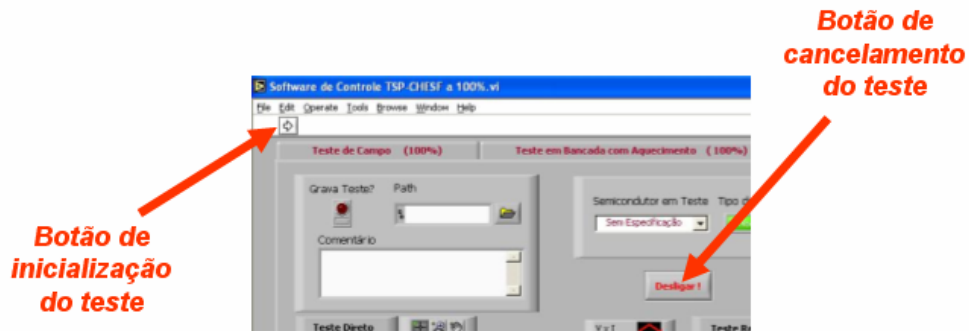 Botão de
cancelamento
do teste
Software de Controle TSP-CHESF a 100%.vi
File Edit Operate Tools Browse Window Help
Teste de Campo (100%)
Teste em Bancada com Aquecimento (100%)
Grava Teste? Path
Semicondutor em Teste Tipo d
Sem Especificação
Comentário
Botão de
inicialização
do teste
Desligar !
Teste Direto
V x I